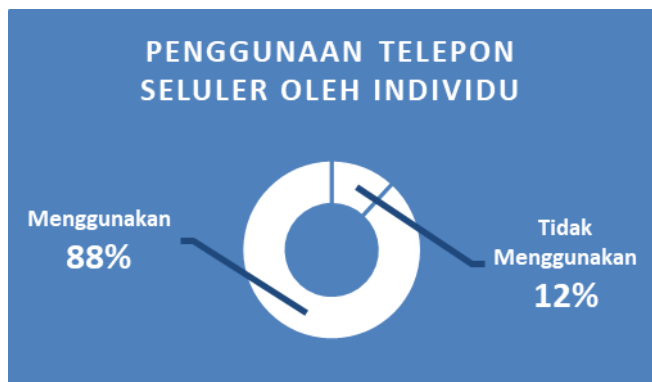 PENGGUNAAN TELEPON
SELULER OLEH INDIVIDU
Menggunakan
88%
Tidak
Menggunakan
12%